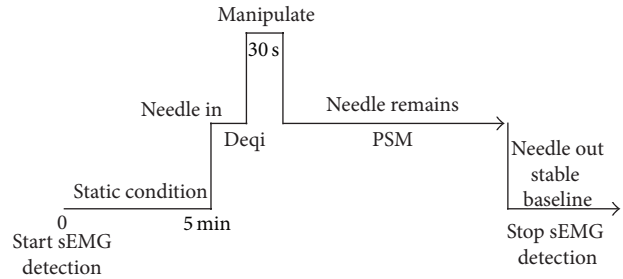 Manipulate
30 s
Needle in
Needle remains
Deqi
PSM
Needle out
stable
baseline
Static condition
0
5 min
Start sEMG
detection
Stop sEMG
detection